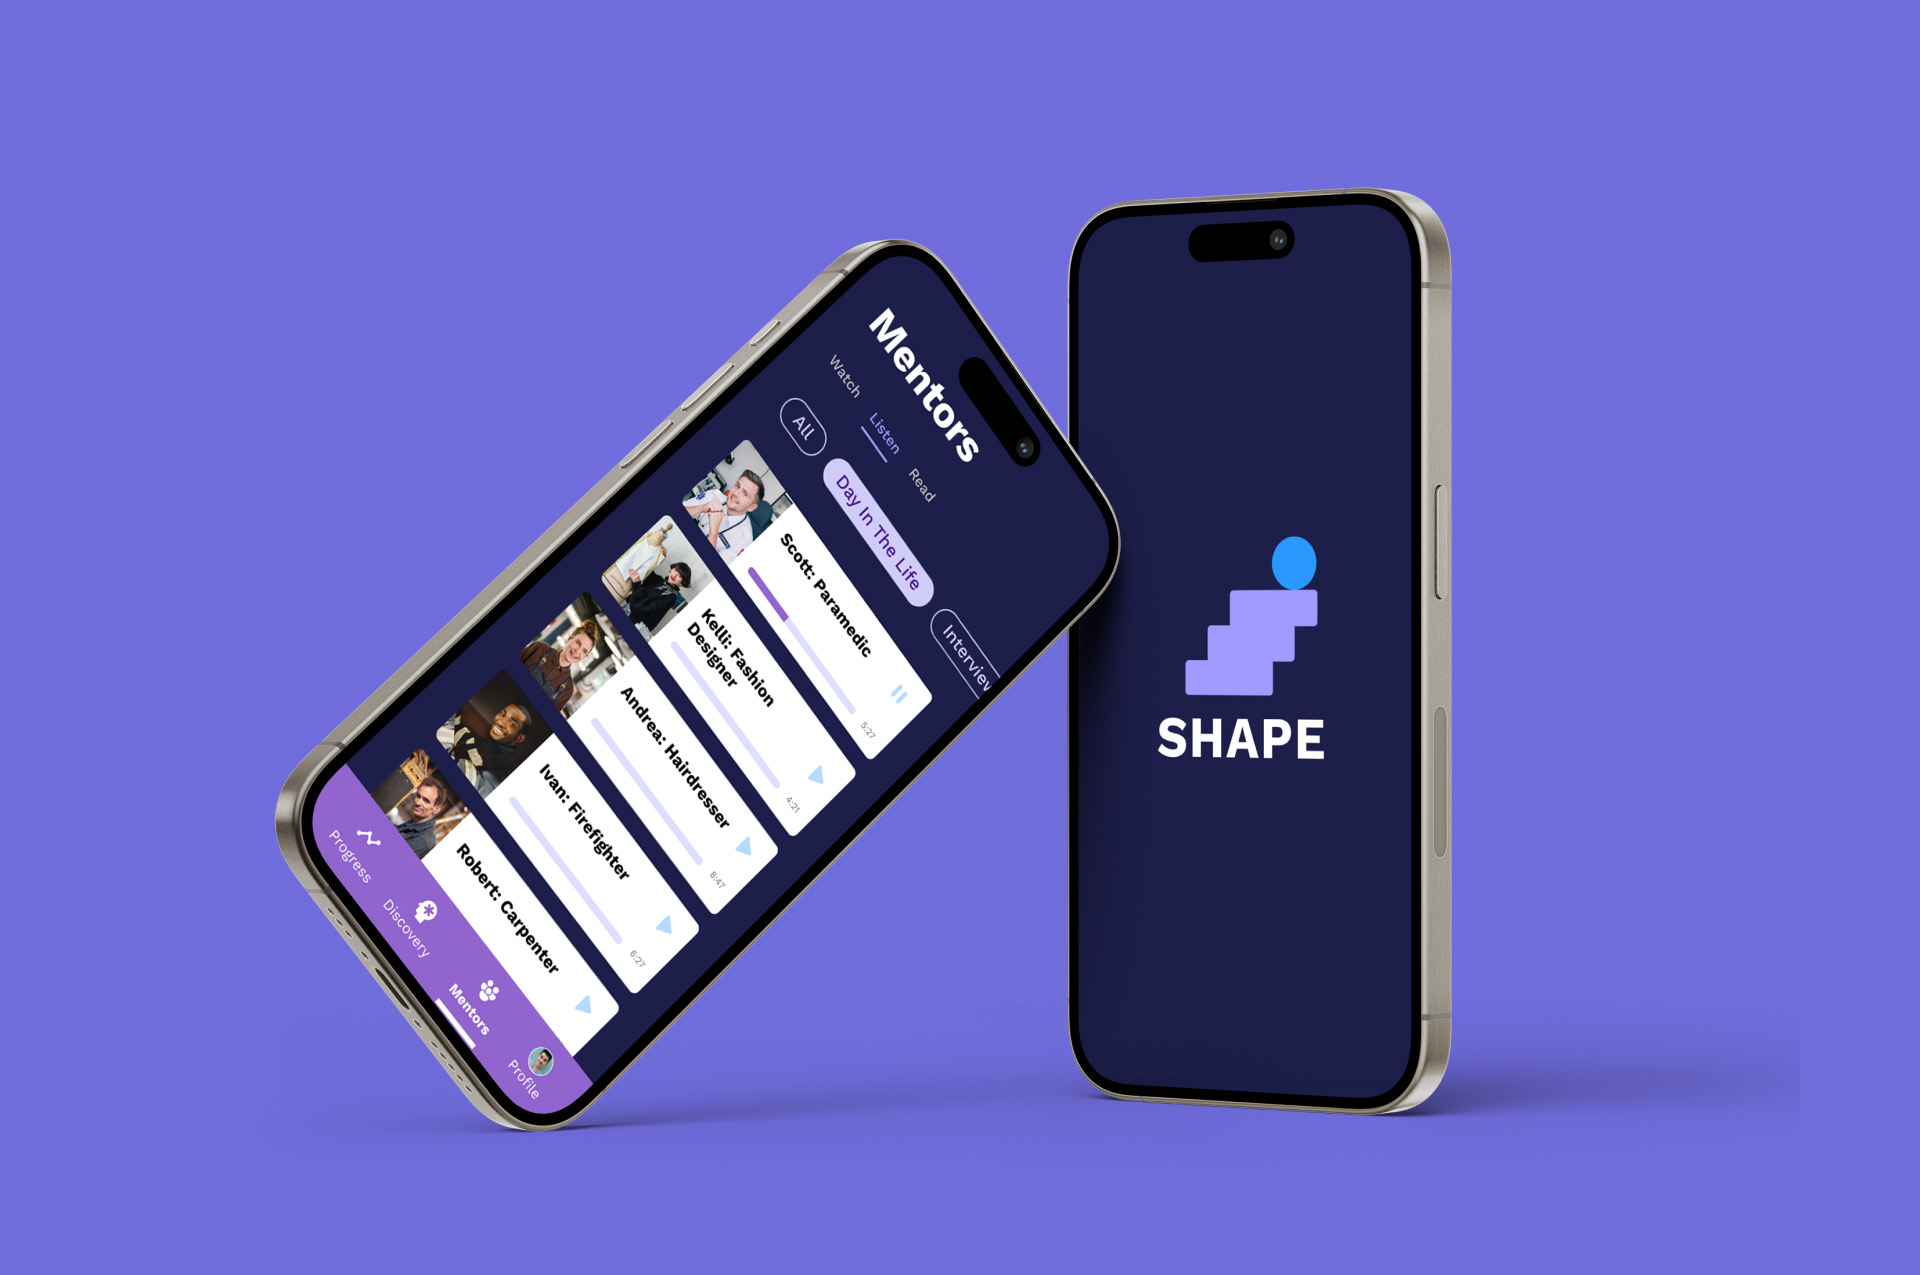 Mentors
Watch
Listen
Read
All
Day In The Life
Interview
Scott: Paramedic
5:27
Kelli: Fashion
Designer
4:21
Andrea: Hairdresser
8:47
Ivan: Firefighter
6:27
Robert: Carpenter
Progress
Discovery
Mentors
Profile
SHAPE